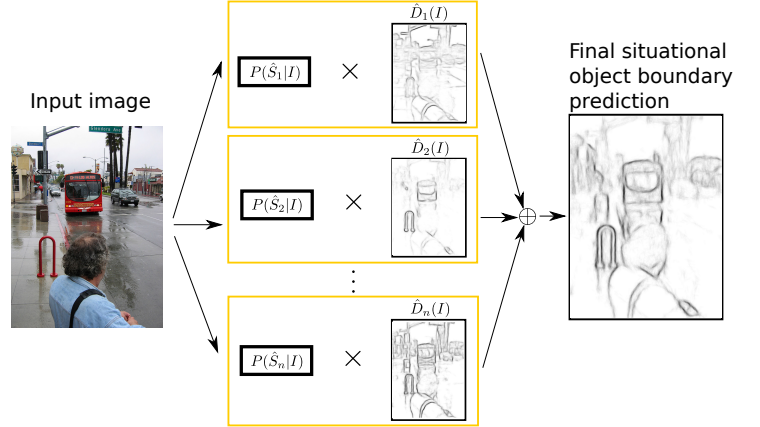 Input image
D̂₁(I)
P(Ŝ₁|I) ×
D̂₂(I)
P(Ŝ₂|I) ×
⋮
D̂ₙ(I)
P(Ŝₙ|I) ×
⊕
Final situational
object boundary
prediction